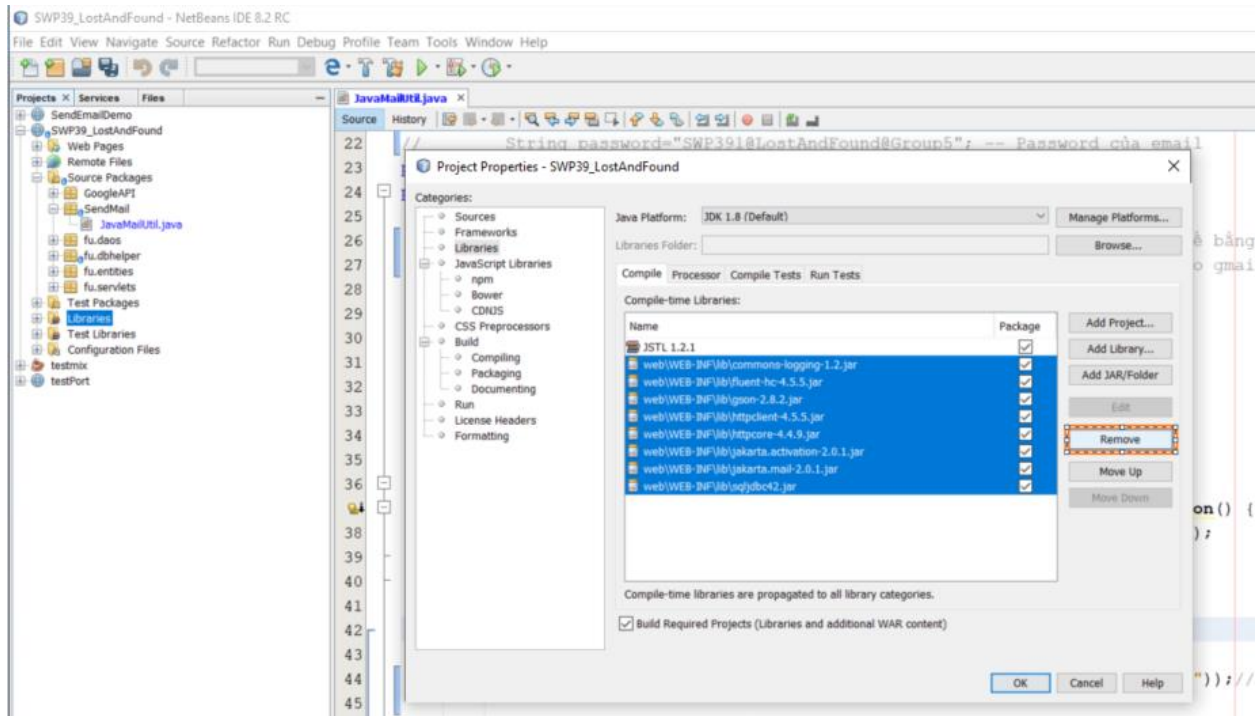 SWP39_LostAndFound - NetBeans IDE 8.2 RC
File Edit View Navigate Source Refactor Run Debug Profile Team Tools Window Help
Projects Services Files
SendEmailDemo
SWP39_LostAndFound
Web Pages
Remote Files
Source Packages
GoogleAPI
SendMail
JavaMailUtil.java
fu.daos
fu.dbhelper
fu.entities
fu.servlets
Test Packages
Libraries
Test Libraries
Configuration Files
testmix
testPort
JavaMailUtil.java
Source History
22 // String password="SWP391@LostAndFound@Group5"; -- Password của email
23
24
25
26 bằng
27 gmai
28
29
30
31
32
33
34
35
36
on() {
38 );
39
40
41
42
43
44 "));//
45
Project Properties - SWP39_LostAndFound
Categories:
Sources
Frameworks
Libraries
JavaScript Libraries
npm
Bower
CDNJS
CSS Preprocessors
Build
Compiling
Packaging
Documenting
Run
License Headers
Formatting
Java Platform: JDK 1.8 (Default) Manage Platforms...
Libraries Folder: Browse...
Compile Processor Compile Tests Run Tests
Compile-time Libraries:
Name Package
JSTL 1.2.1
web\WEB-INF\lib\commons-logging-1.2.jar
web\WEB-INF\lib\fluent-hc-4.5.5.jar
web\WEB-INF\lib\gson-2.8.2.jar
web\WEB-INF\lib\httpclient-4.5.5.jar
web\WEB-INF\lib\httpcore-4.4.9.jar
web\WEB-INF\lib\jakarta.activation-2.0.1.jar
web\WEB-INF\lib\jakarta.mail-2.0.1.jar
web\WEB-INF\lib\sqljdbc42.jar
Add Project...
Add Library...
Add JAR/Folder
Edit
Remove
Move Up
Move Down
Compile-time libraries are propagated to all library categories.
Build Required Projects (Libraries and additional WAR content)
OK Cancel Help